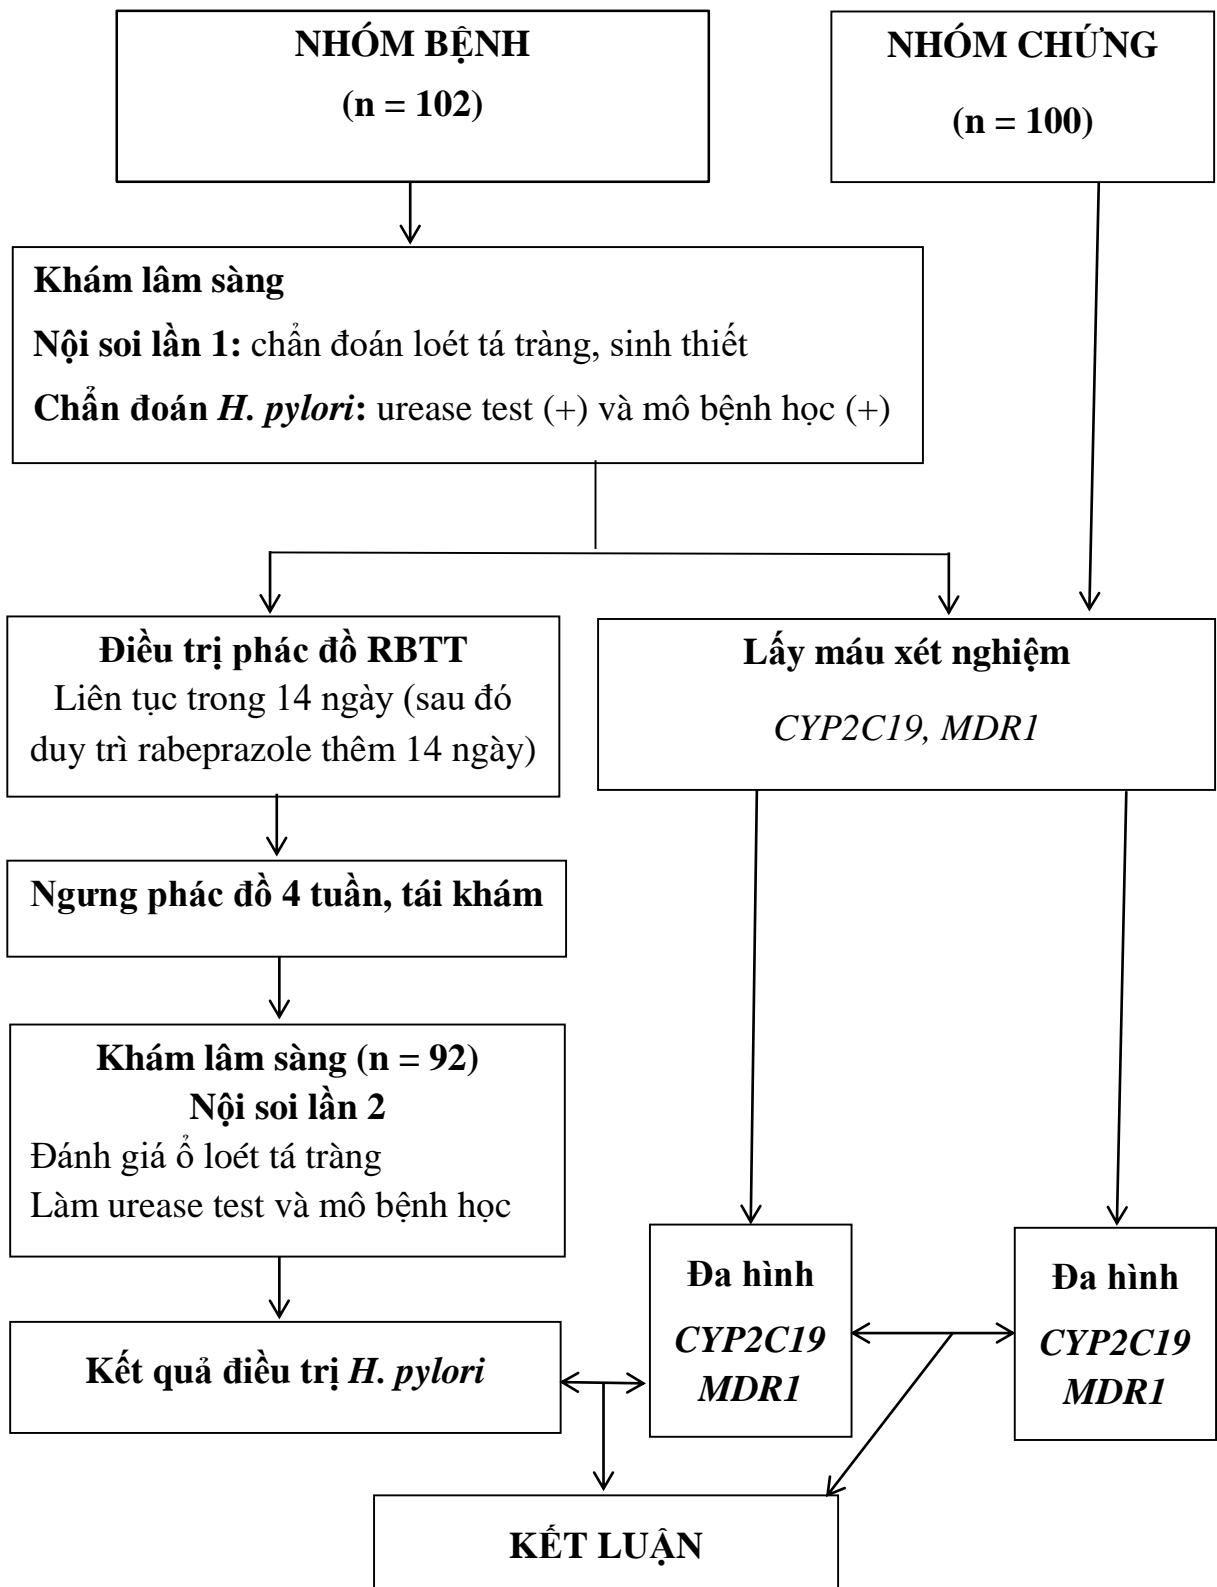 NHÓM BỆNH
(n = 102)
NHÓM CHỨNG
(n = 100)
Khám lâm sàng
Nội soi lần 1: chẩn đoán loét tá tràng, sinh thiết
Chẩn đoán H. pylori: urease test (+) và mô bệnh học (+)
Điều trị phác đồ RBTT
Liên tục trong 14 ngày (sau đó
duy trì rabeprazole thêm 14 ngày)
Lấy máu xét nghiệm
CYP2C19, MDR1
Ngưng phác đồ 4 tuần, tái khám
Khám lâm sàng (n = 92)
Nội soi lần 2
Đánh giá ổ loét tá tràng
Làm urease test và mô bệnh học
Đa hình
CYP2C19
MDR1
Đa hình
CYP2C19
MDR1
Kết quả điều trị H. pylori
KẾT LUẬN